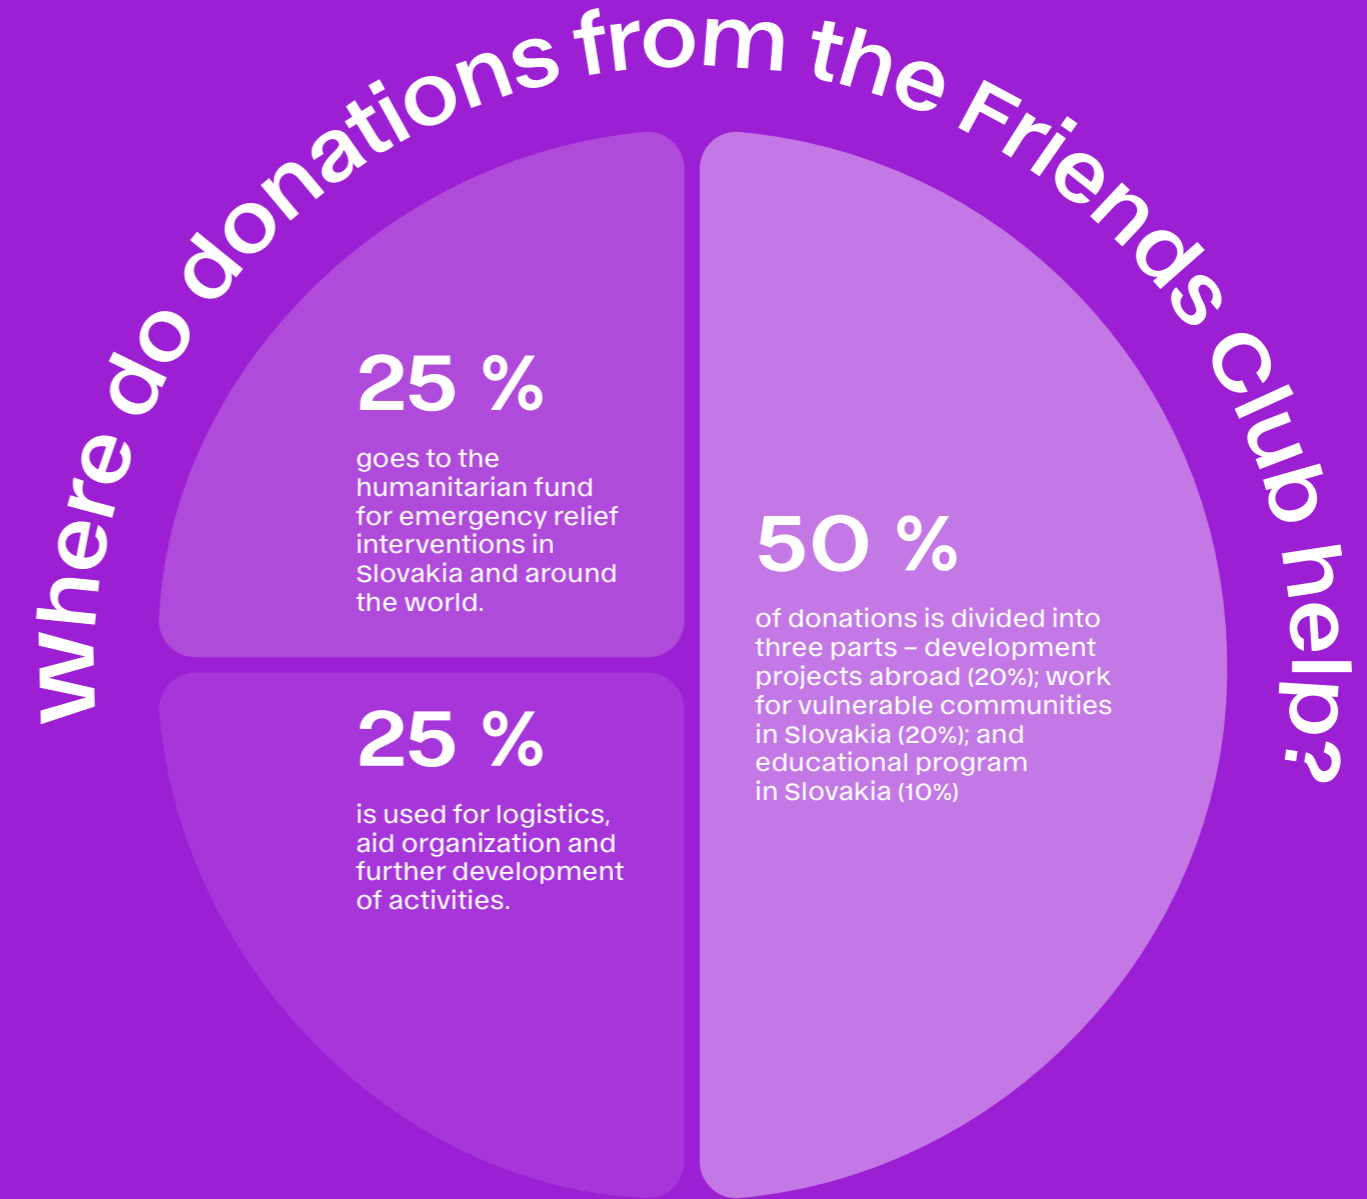 Where do donations from the Friends Club help?
25 %
goes to the
humanitarian fund
for emergency relief
interventions in
Slovakia and around
the world.
25 %
is used for logistics,
aid organization and
further development
of activities.
50 %
of donations is divided into
three parts – development
projects abroad (20%); work
for vulnerable communities
in Slovakia (20%); and
educational program
in Slovakia (10%)